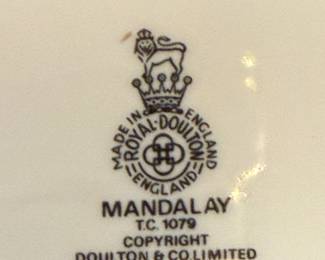 MADE IN ENGLAND
ROYAL·DOULTON
ENGLAND
MANDALAY
T.C. 1079
COPYRIGHT
DOULTON & CO. LIMITED